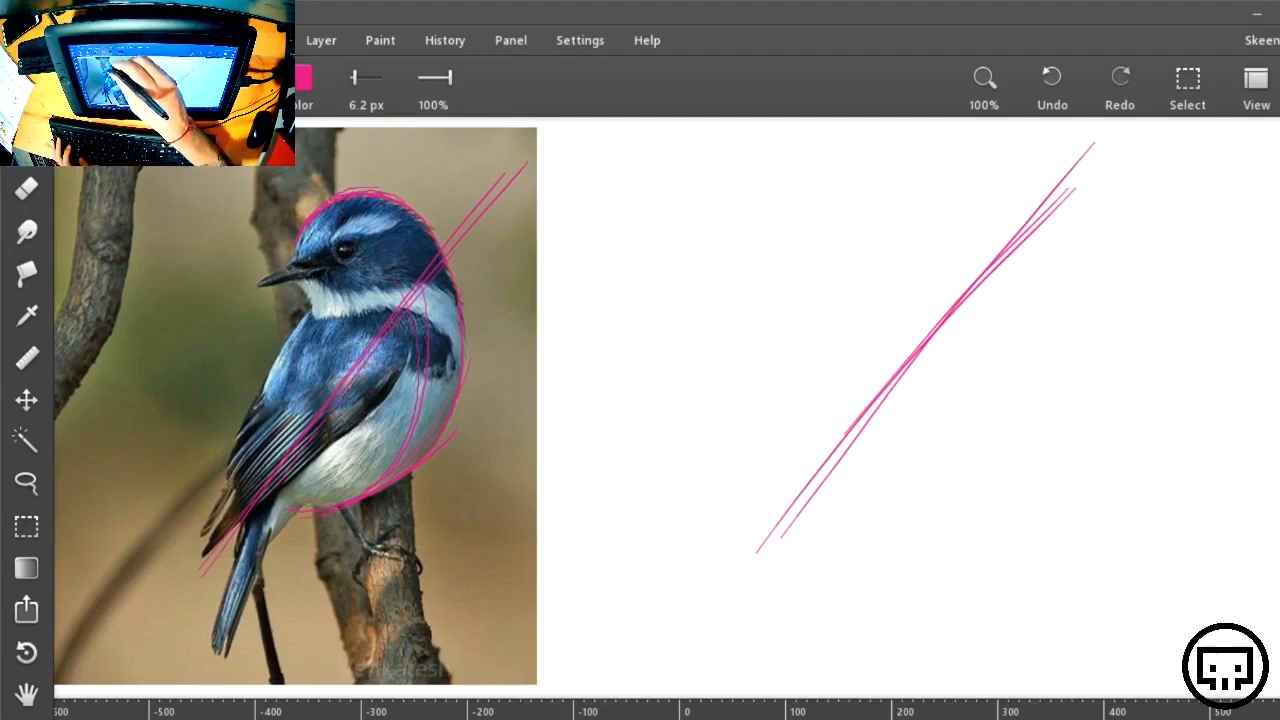 Layer Paint History Panel Settings Help Skeen
olor 6.2 px 100% 100% Undo Redo Select View
-500 -400 -300 -200 -100 0 100 200 300 400 500